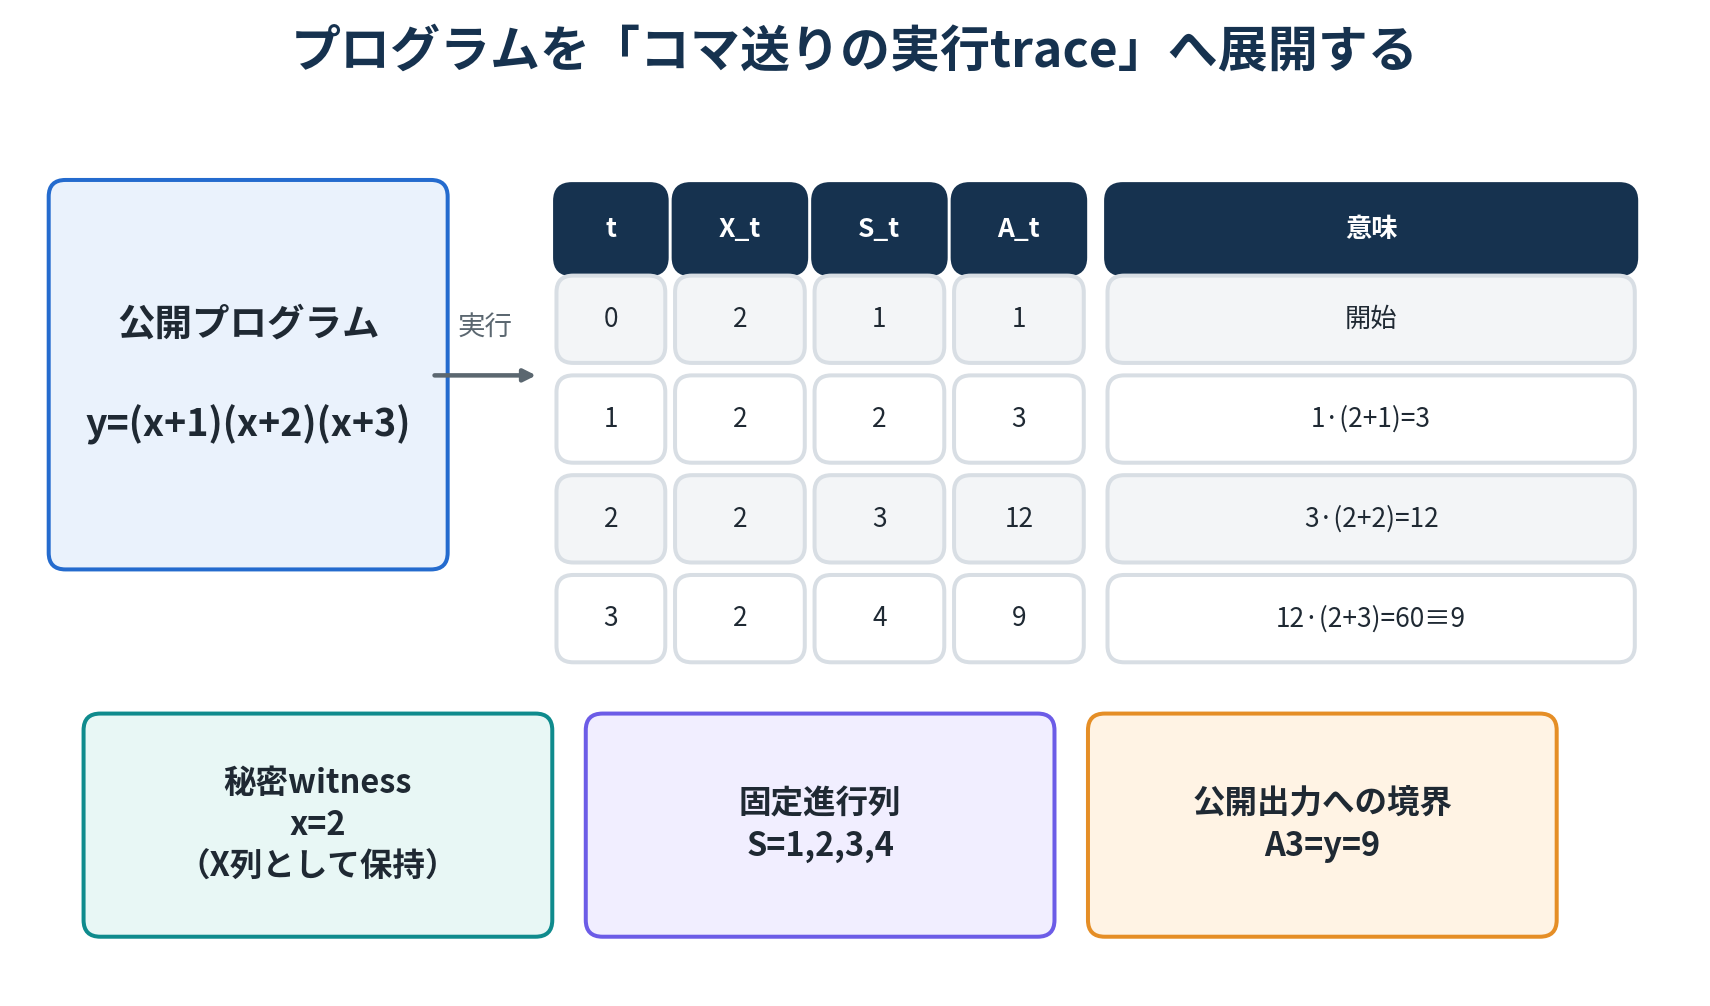 プログラムを「コマ送りの実行trace」へ展開する
公開プログラム
y=(x+1)(x+2)(x+3)
実行
t X_t S_t A_t 意味
0 2 1 1 開始
1 2 2 3 1·(2+1)=3
2 2 3 12 3·(2+2)=12
3 2 4 9 12·(2+3)=60≡9
秘密witness
x=2
（X列として保持）
固定進行列
S=1,2,3,4
公開出力への境界
A3=y=9